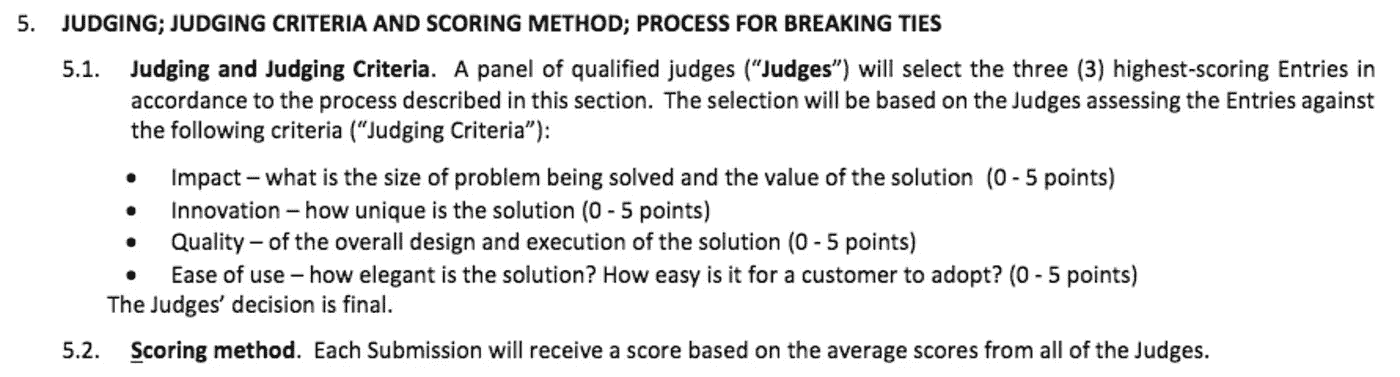 5. JUDGING; JUDGING CRITERIA AND SCORING METHOD; PROCESS FOR BREAKING TIES
5.1. Judging and Judging Criteria. A panel of qualified judges ("Judges") will select the three (3) highest-scoring Entries in
accordance to the process described in this section. The selection will be based on the Judges assessing the Entries against
the following criteria ("Judging Criteria"):
• Impact – what is the size of problem being solved and the value of the solution (0 - 5 points)
• Innovation – how unique is the solution (0 - 5 points)
• Quality – of the overall design and execution of the solution (0 - 5 points)
• Ease of use – how elegant is the solution? How easy is it for a customer to adopt? (0 - 5 points)
The Judges' decision is final.
5.2. Scoring method. Each Submission will receive a score based on the average scores from all of the Judges.